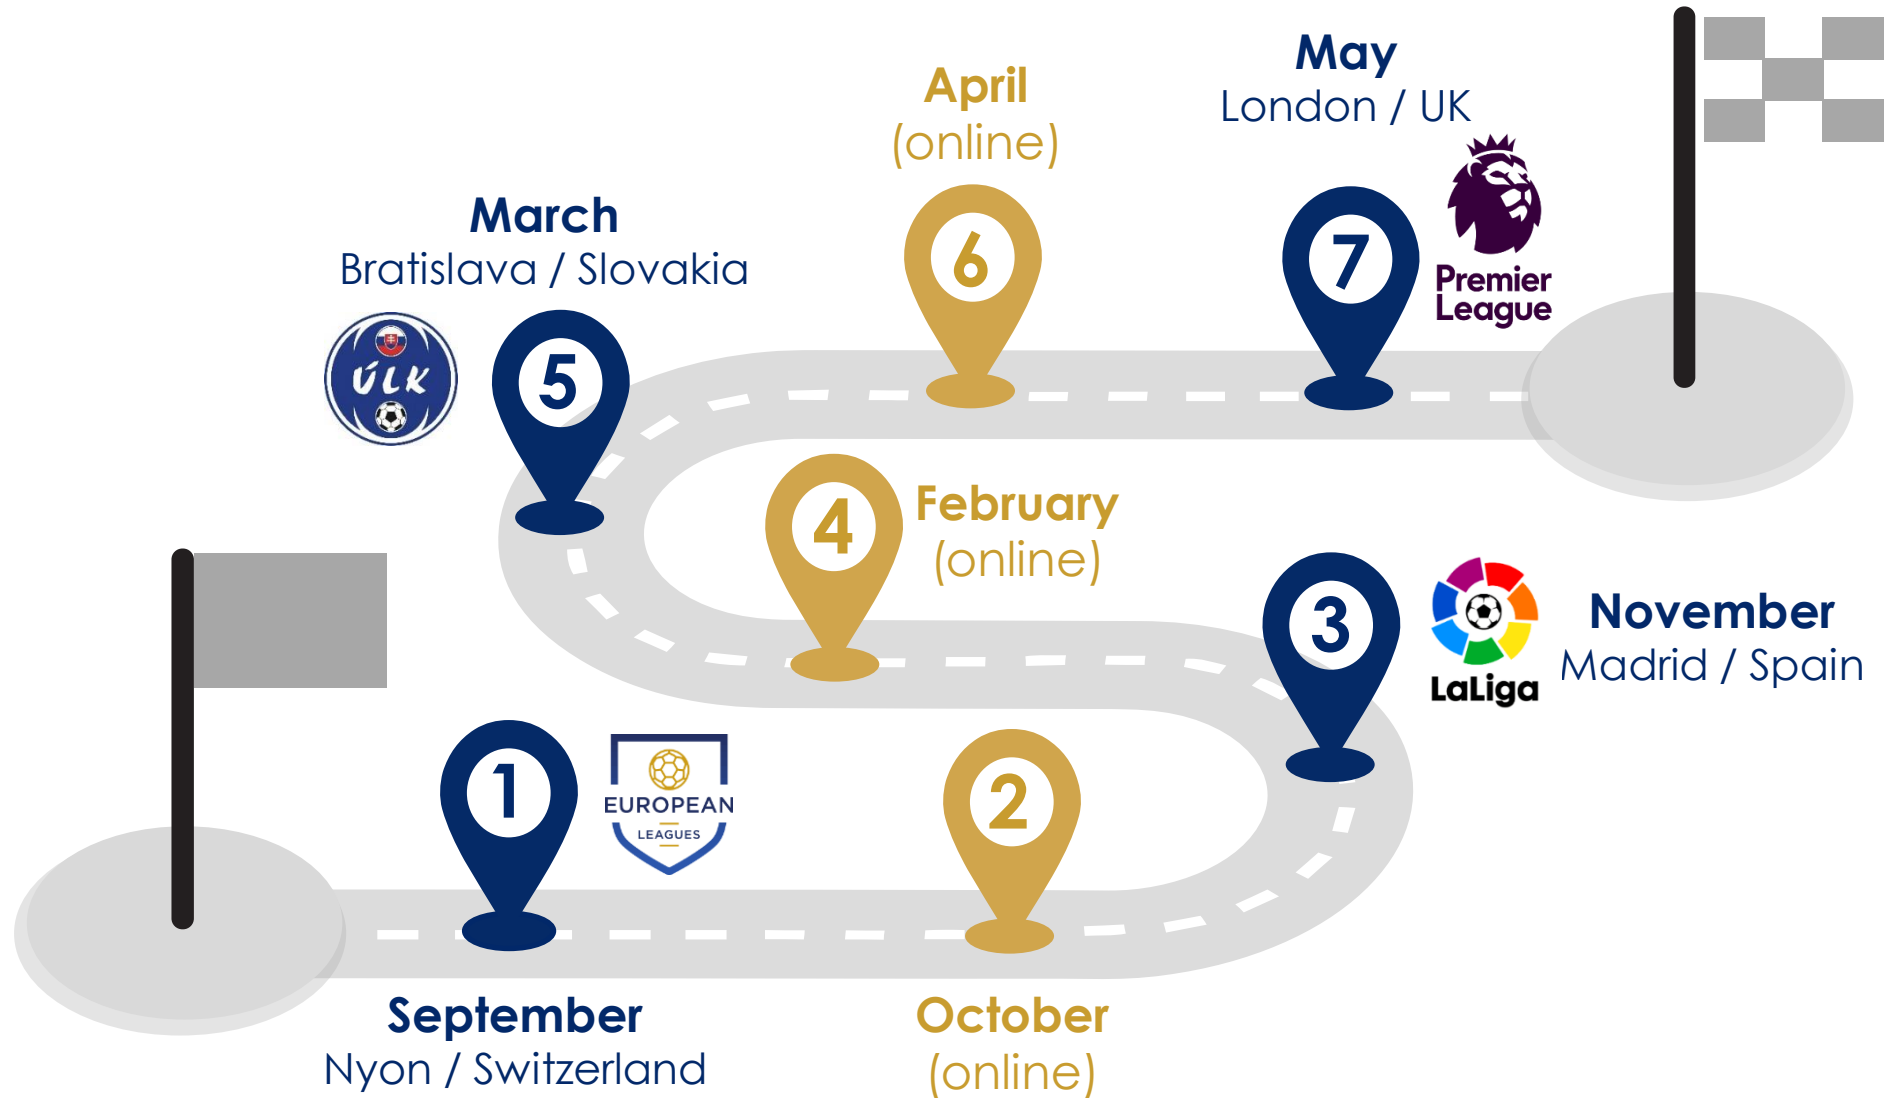 May
London / UK
April
(online)
March
Bratislava / Slovakia
6
7
Premier
League
5
ÚLK
4
February
(online)
3
LaLiga
November
Madrid / Spain
1
EUROPEAN
LEAGUES
2
September
Nyon / Switzerland
October
(online)